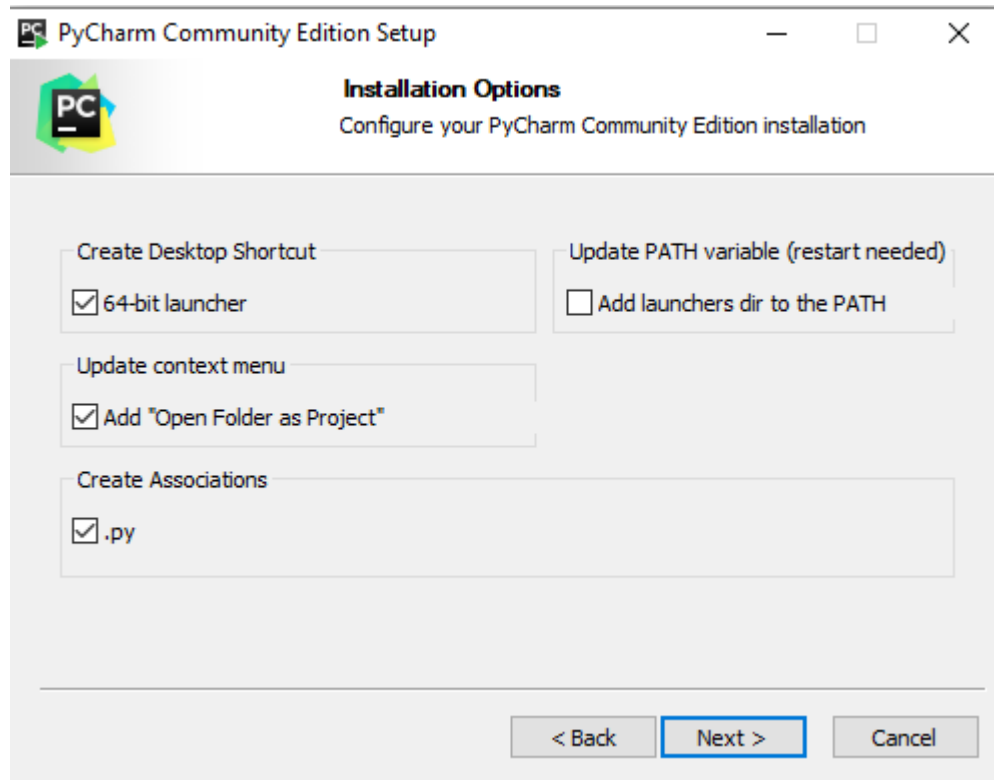 PyCharm Community Edition Setup
PC
Installation Options
Configure your PyCharm Community Edition installation
Create Desktop Shortcut
64-bit launcher
Update PATH variable (restart needed)
Add launchers dir to the PATH
Update context menu
Add "Open Folder as Project"
Create Associations
.py
< Back
Next >
Cancel